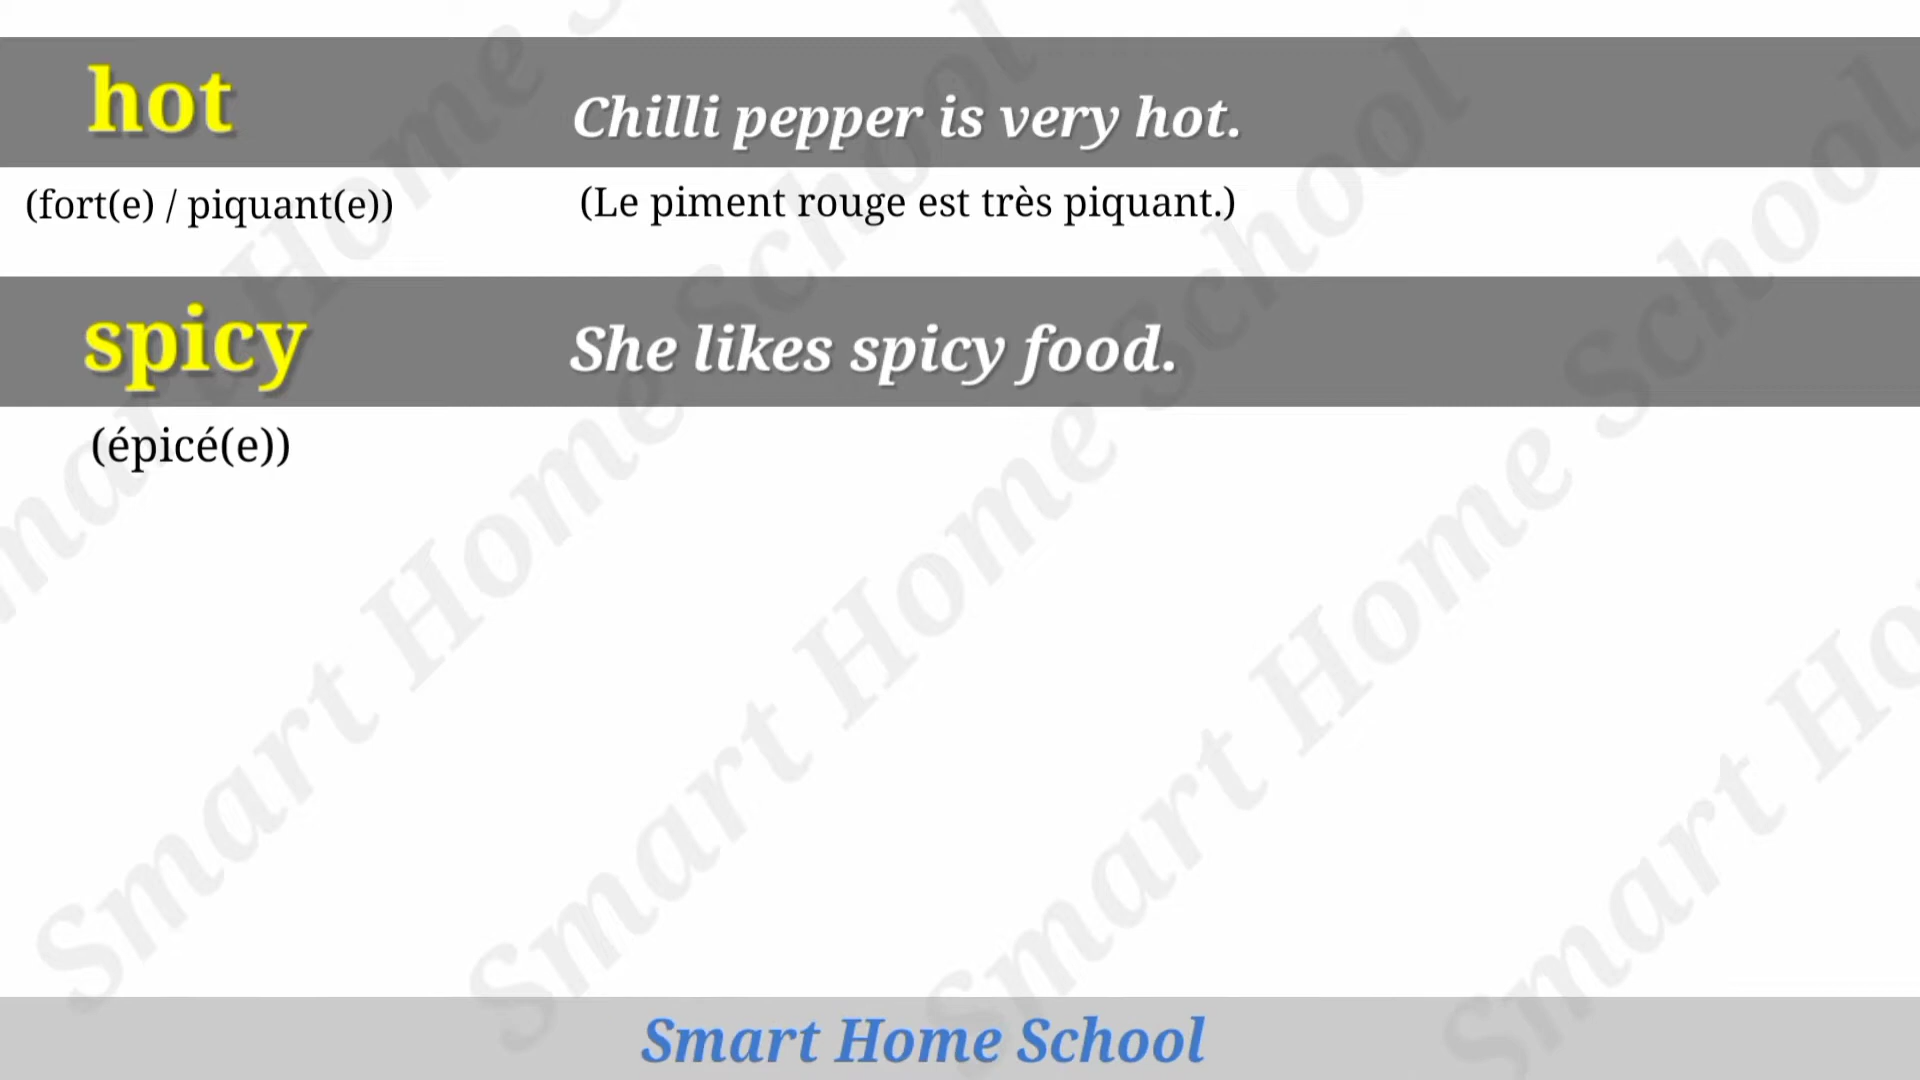 hot
Chilli pepper is very hot.
(fort(e) / piquant(e))
(Le piment rouge est très piquant.)
spicy
She likes spicy food.
(épicé(e))
Smart Home School